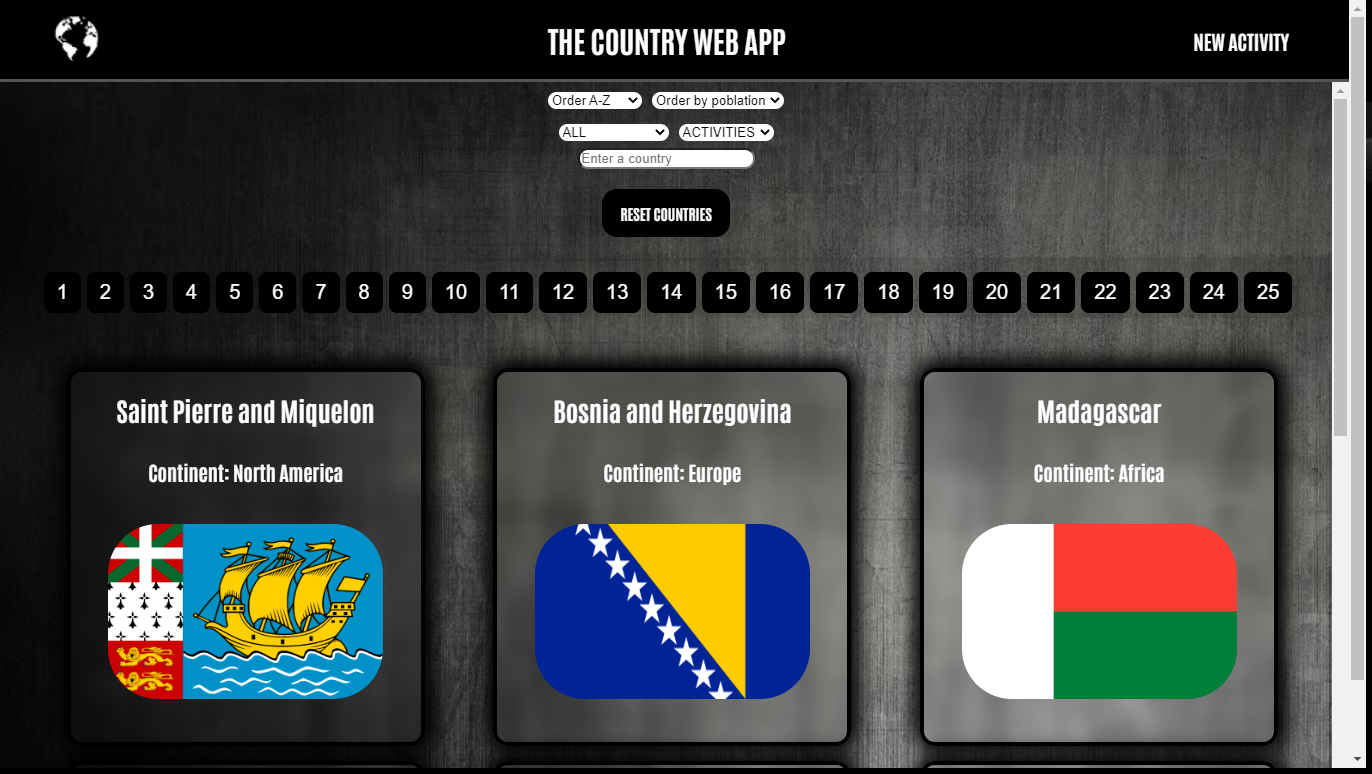 THE COUNTRY WEB APP
NEW ACTIVITY
Order A-Z Order by poblation
ALL ACTIVITIES
Enter a country
RESET COUNTRIES
1 2 3 4 5 6 7 8 9 10 11 12 13 14 15 16 17 18 19 20 21 22 23 24 25
Saint Pierre and Miquelon
Continent: North America
Bosnia and Herzegovina
Continent: Europe
Madagascar
Continent: Africa